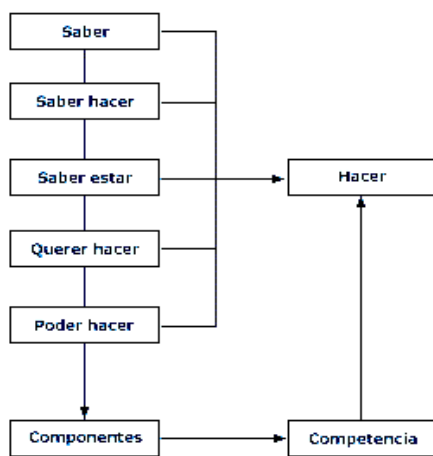 Saber
Saber hacer
Saber estar
Hacer
Querer hacer
Poder hacer
Componentes
Competencia